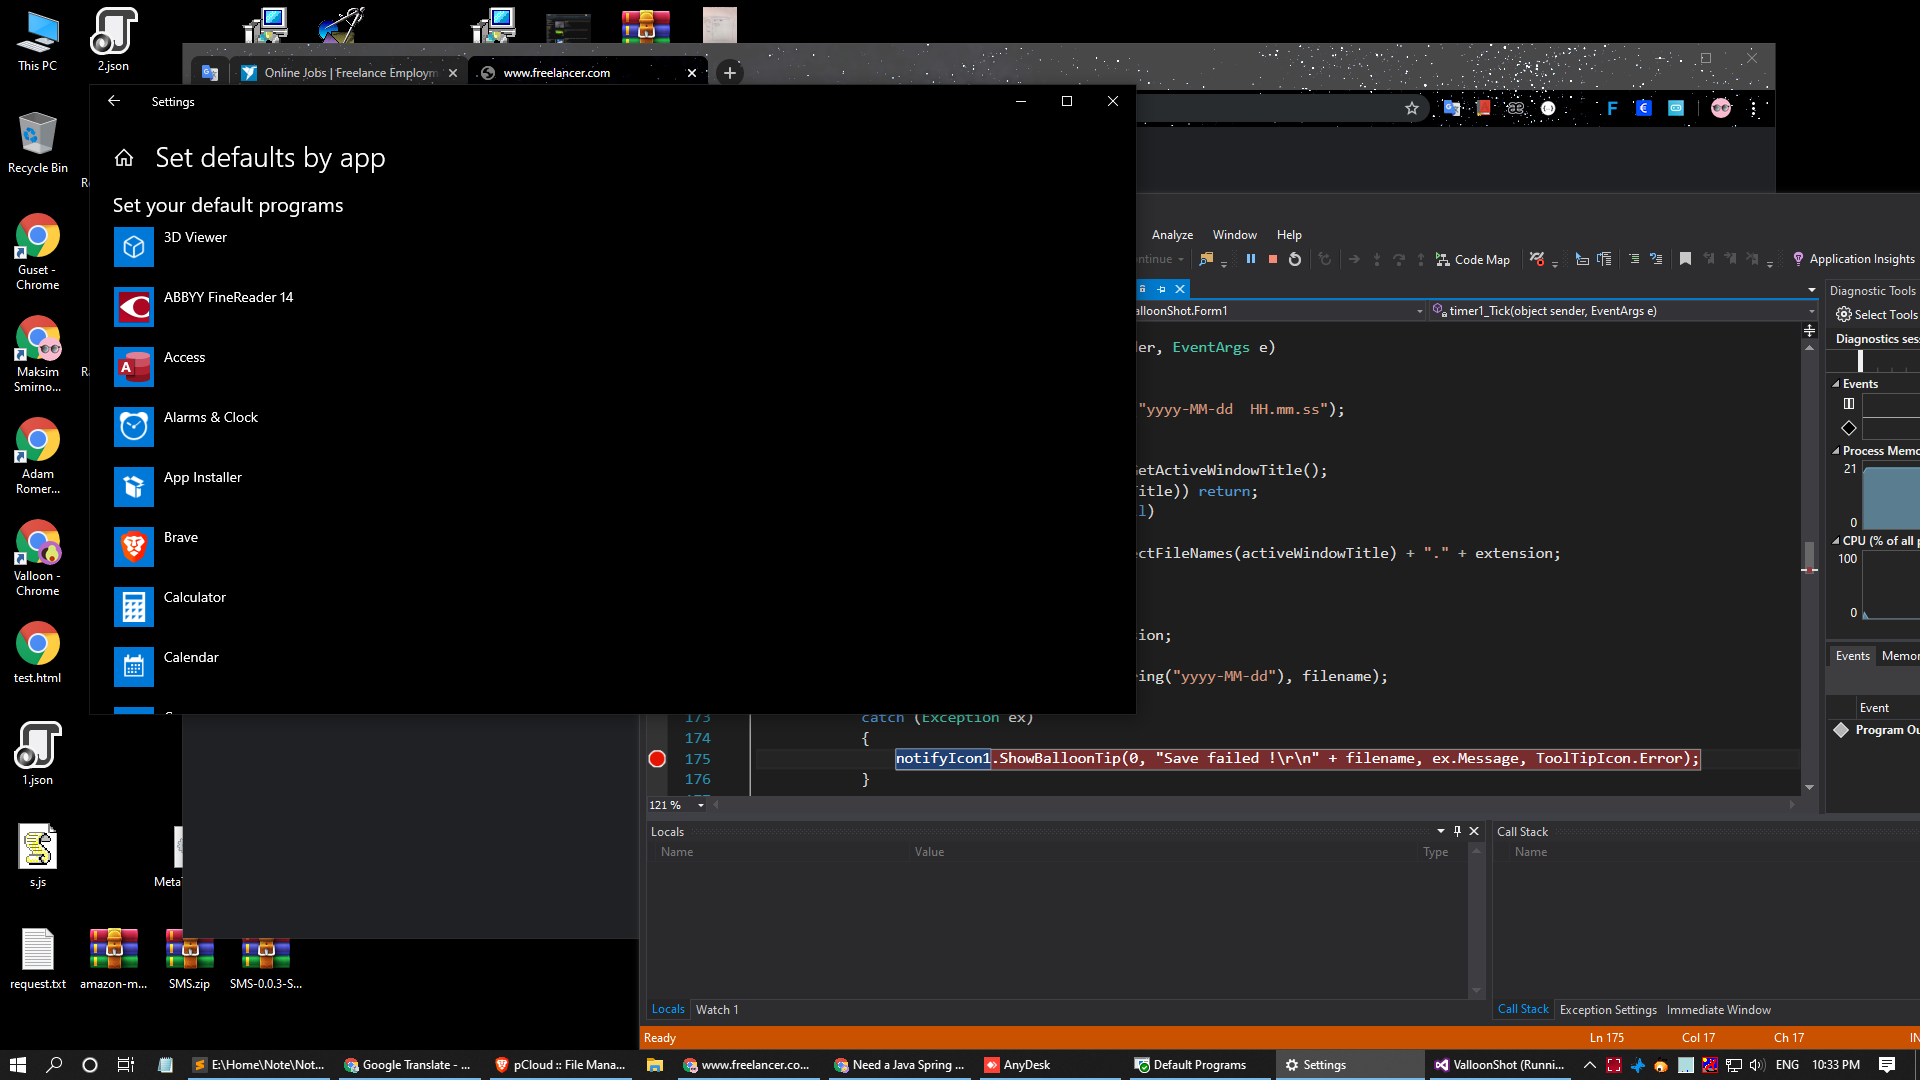 This PC
2.json
Recycle Bin
Guset -
Chrome
Maksim
Smirno...
Adam
Romer...
Valloon -
Chrome
test.html
1.json
s.js
request.txt
amazon-m...
SMS.zip
SMS-0.0.3-S...
Online Jobs | Freelance Employm
www.freelancer.com
Settings
Set defaults by app
Set your default programs
3D Viewer
ABBYY FineReader 14
Access
Alarms & Clock
App Installer
Brave
Calculator
Calendar
Analyze Window Help
ntinue
Code Map
Application Insights
alloonShot.Form1
timer1_Tick(object sender, EventArgs e)
er, EventArgs e)
"yyyy-MM-dd  HH.mm.ss");
etActiveWindowTitle();
itle)) return;
l)
ectFileNames(activeWindowTitle) + "." + extension;
ion;
ing("yyyy-MM-dd"), filename);
173 catch (Exception ex)
174 {
175 notifyIcon1.ShowBalloonTip(0, "Save failed !\r\n" + filename, ex.Message, ToolTipIcon.Error);
176 }
121 %
Diagnostic Tools
Select Tools
Diagnostics ses
Events
Process Memo
21
0
CPU (% of all p
100
0
Events Memor
Event
Program Ou
Locals
Name Value Type
Locals Watch 1
Call Stack
Name
Call Stack Exception Settings Immediate Window
Ready
Ln 175 Col 17 Ch 17 IN
E:\Home\Note\Not...
Google Translate - ...
pCloud :: File Mana...
www.freelancer.co...
Need a Java Spring ...
AnyDesk
Default Programs
Settings
ValloonShot (Runni...
ENG
10:33 PM